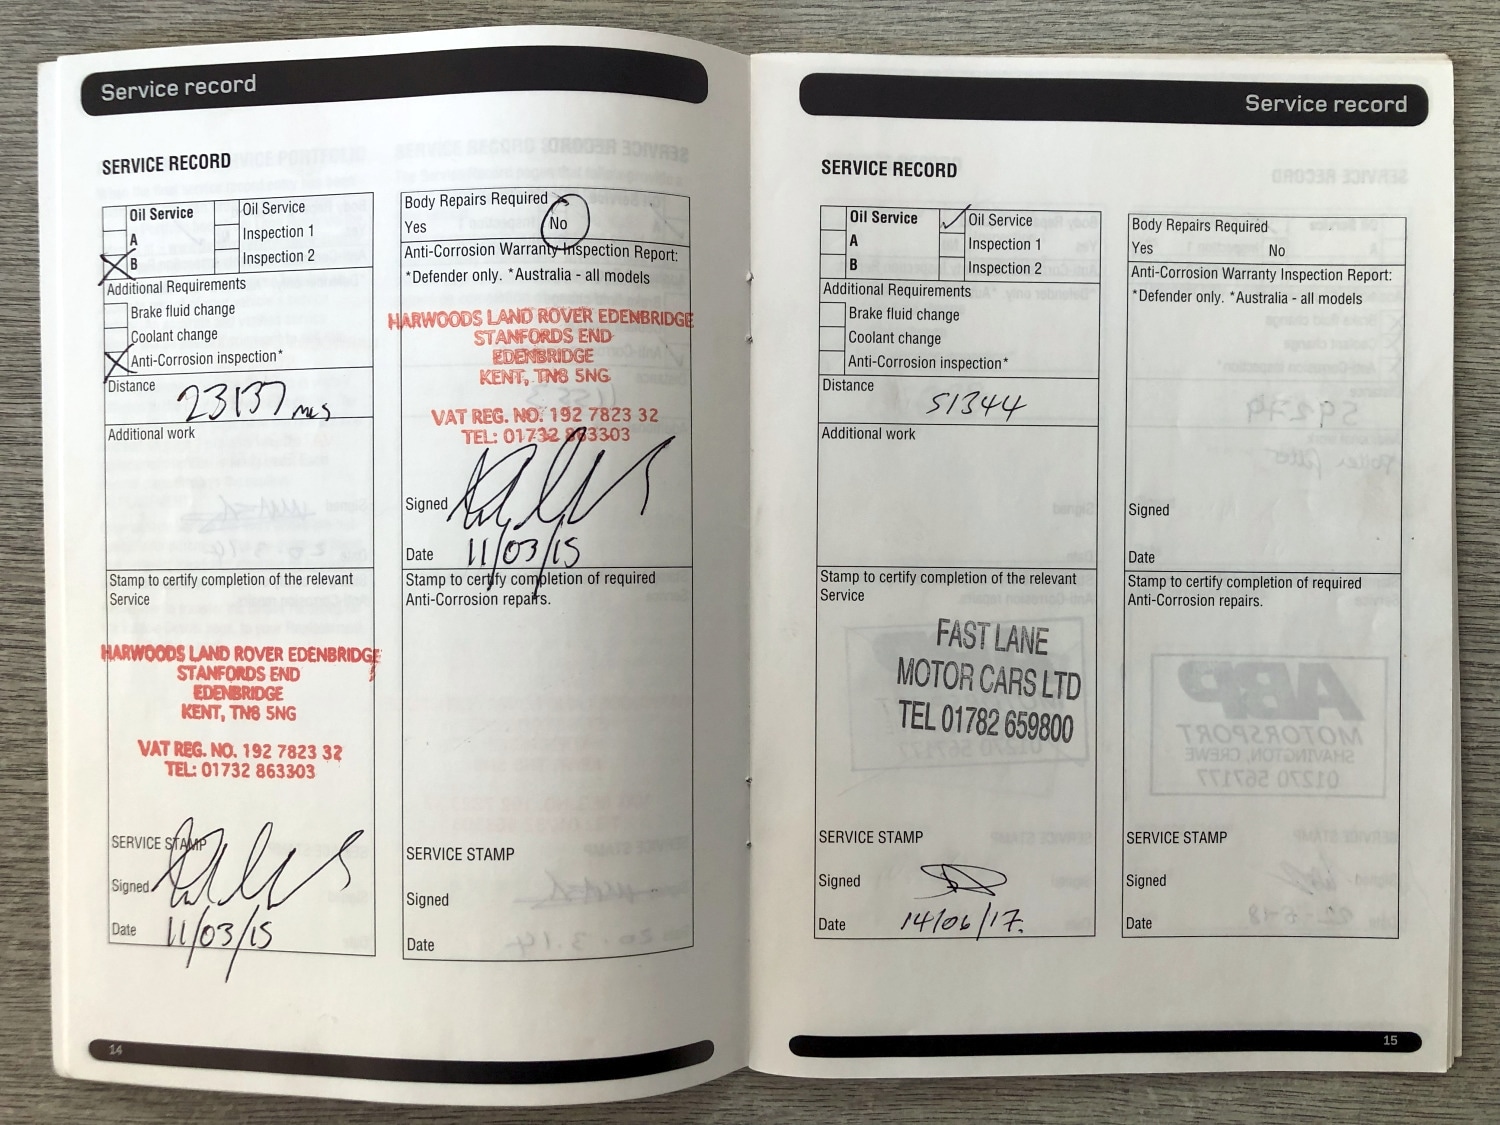 Service record
SERVICE RECORD
Oil Service
A
B
Oil Service
Inspection 1
Inspection 2
Additional Requirements
Brake fluid change
Coolant change
Anti-Corrosion inspection*
Distance
23137 mls
Additional work
Stamp to certify completion of the relevant
Service
HARWOODS LAND ROVER EDENBRIDGE
STANFORDS END
EDENBRIDGE
KENT, TN8 5NG
VAT REG. NO. 192 7823 32
TEL: 01732 863303
SERVICE STAMP
Signed
Date 11/03/15
Body Repairs Required
Yes No
Anti-Corrosion Warranty Inspection Report:
*Defender only. *Australia - all models
HARWOODS LAND ROVER EDENBRIDGE
STANFORDS END
EDENBRIDGE
KENT, TN8 5NG
VAT REG. NO. 192 7823 32
TEL: 01732 863303
Signed
Date 11/03/15
Stamp to certify completion of required
Anti-Corrosion repairs.
SERVICE STAMP
Signed
Date
14
Service record
SERVICE RECORD
Oil Service
A
B
Oil Service
Inspection 1
Inspection 2
Additional Requirements
Brake fluid change
Coolant change
Anti-Corrosion inspection*
Distance
51344
Additional work
Stamp to certify completion of the relevant
Service
FAST LANE
MOTOR CARS LTD
TEL 01782 659800
SERVICE STAMP
Signed
Date 14/06/17.
Body Repairs Required
Yes No
Anti-Corrosion Warranty Inspection Report:
*Defender only. *Australia - all models
Signed
Date
Stamp to certify completion of required
Anti-Corrosion repairs.
SERVICE STAMP
Signed
Date
15